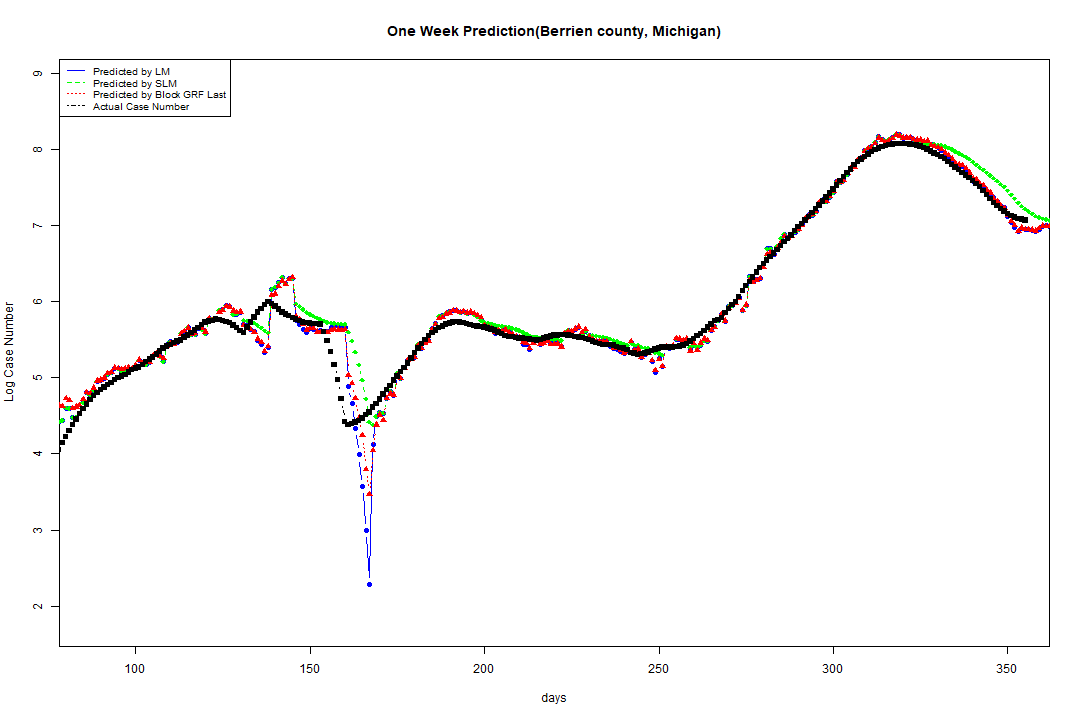 One Week Prediction(Berrien county, Michigan)
Predicted by LM
Predicted by SLM
Predicted by Block GRF Last
Actual Case Number
9
8
7
6
5
4
3
2
Log Case Number
100 150 200 250 300 350
days